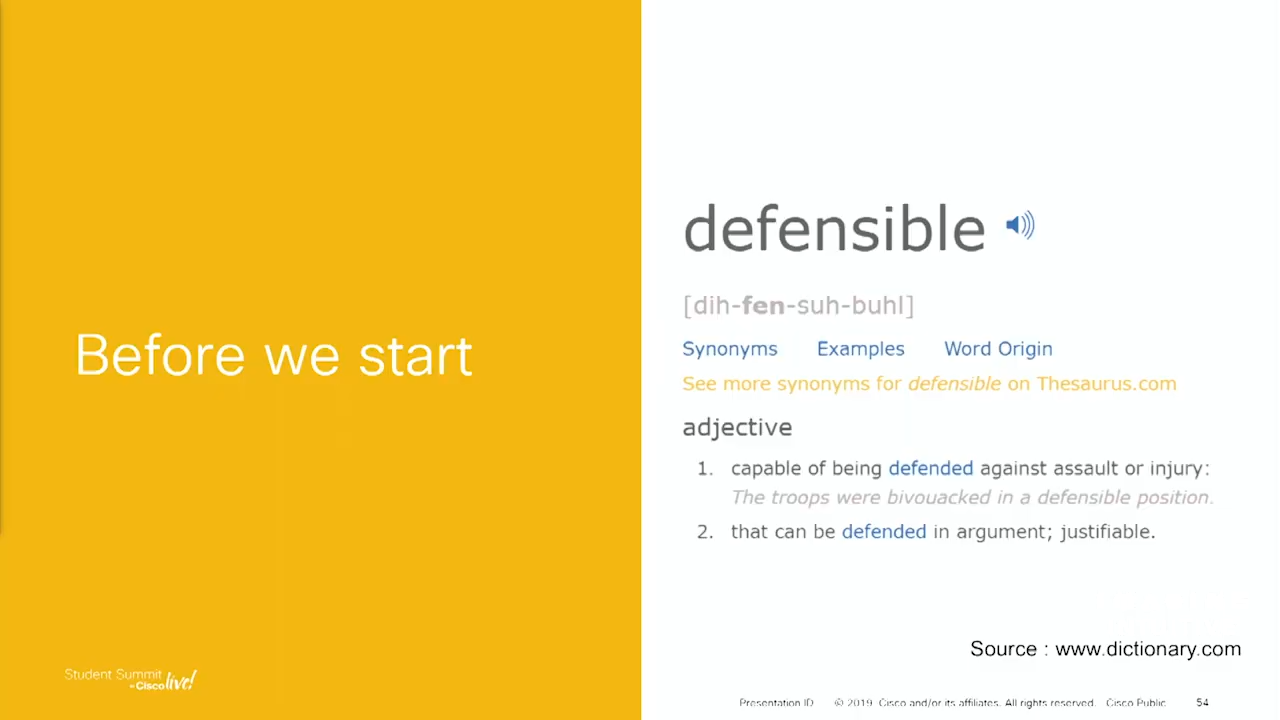 Before we start
Student Summit
at Cisco live!
defensible
[dih-fen-suh-buhl]
Synonyms Examples Word Origin
See more synonyms for defensible on Thesaurus.com
adjective
1. capable of being defended against assault or injury:
The troops were bivouacked in a defensible position.
2. that can be defended in argument; justifiable.
Source : www.dictionary.com
Presentation ID © 2019 Cisco and/or its affiliates. All rights reserved. Cisco Public 54